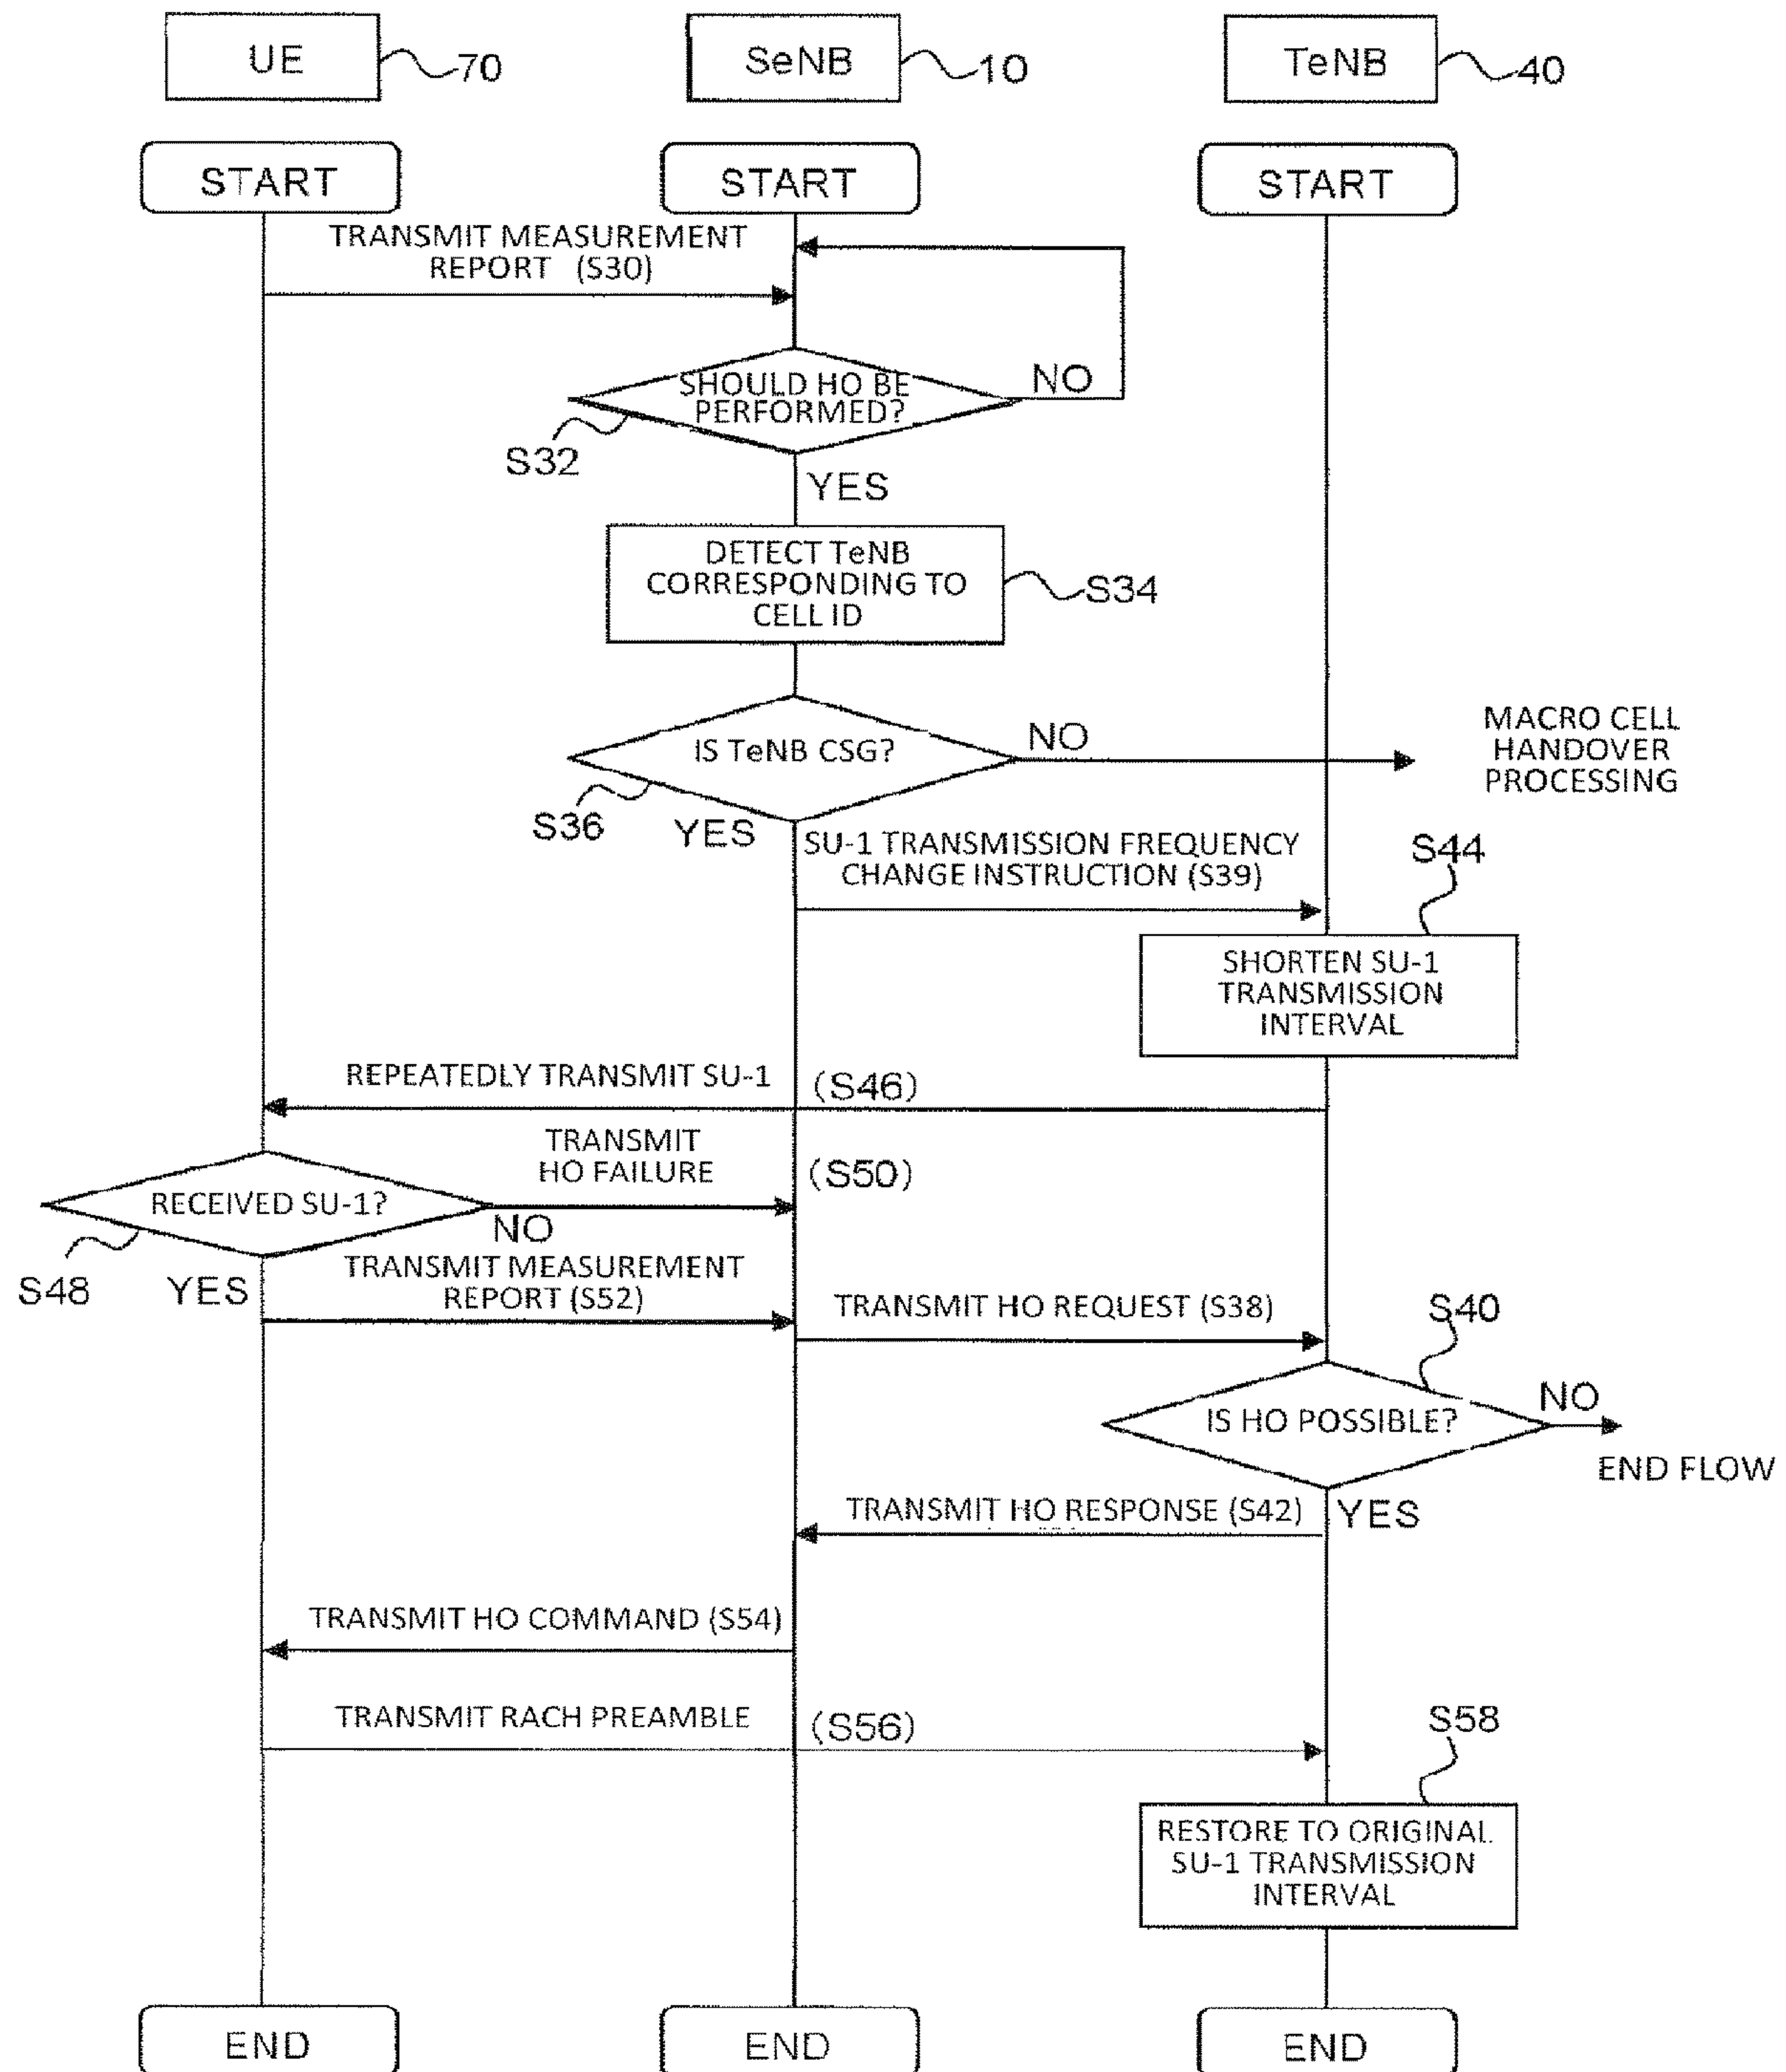 UE
70
SeNB
10
TeNB
40
START
START
START
TRANSMIT MEASUREMENT
REPORT (S30)
SHOULD HO BE
PERFORMED?
NO
S32
YES
DETECT TeNB
CORRESPONDING TO
CELL ID
S34
IS TeNB CSG?
NO
MACRO CELL
HANDOVER
PROCESSING
S36
YES
SU-1 TRANSMISSION FREQUENCY
CHANGE INSTRUCTION (S39)
S44
SHORTEN SU-1
TRANSMISSION
INTERVAL
REPEATEDLY TRANSMIT SU-1
(S46)
TRANSMIT
HO FAILURE
(S50)
RECEIVED SU-1?
NO
S48
YES
TRANSMIT MEASUREMENT
REPORT (S52)
TRANSMIT HO REQUEST (S38)
S40
IS HO POSSIBLE?
NO
END FLOW
TRANSMIT HO RESPONSE (S42)
YES
TRANSMIT HO COMMAND (S54)
TRANSMIT RACH PREAMBLE
(S56)
S58
RESTORE TO ORIGINAL
SU-1 TRANSMISSION
INTERVAL
END
END
END